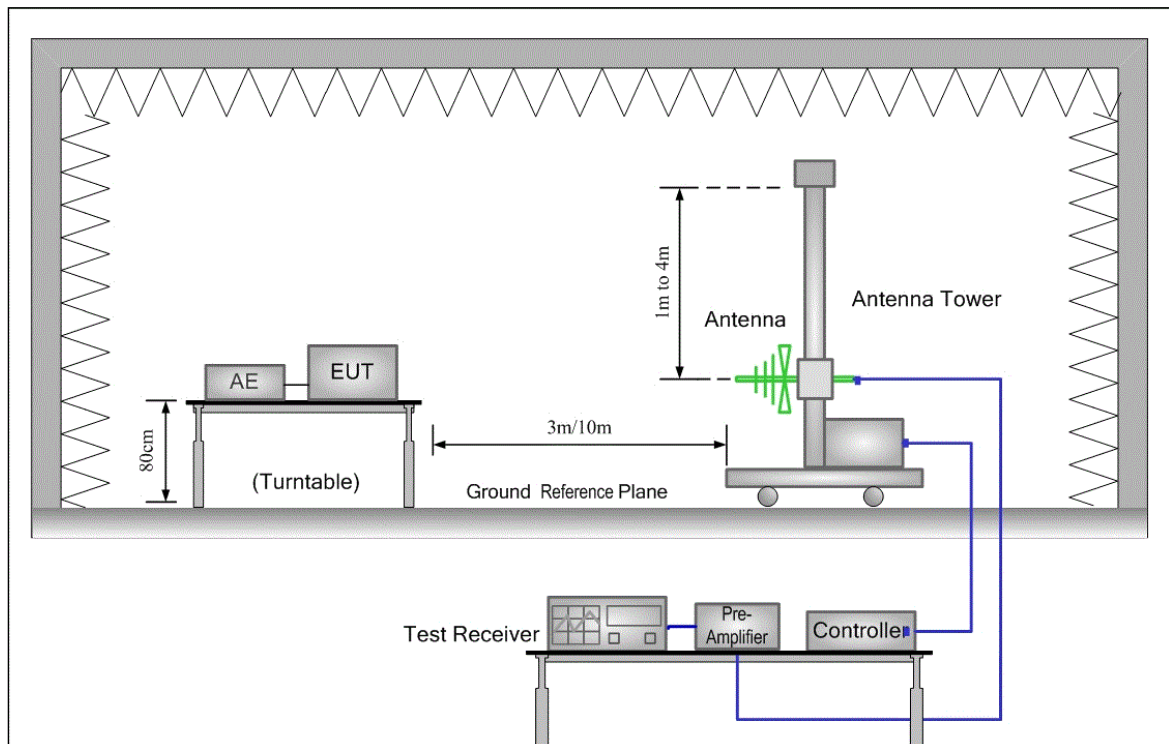 1m to 4m
Antenna Tower
Antenna
AE
EUT
80cm
3m/10m
(Turntable)
Ground Reference Plane
Test Receiver
Pre-
Amplifier
Controller